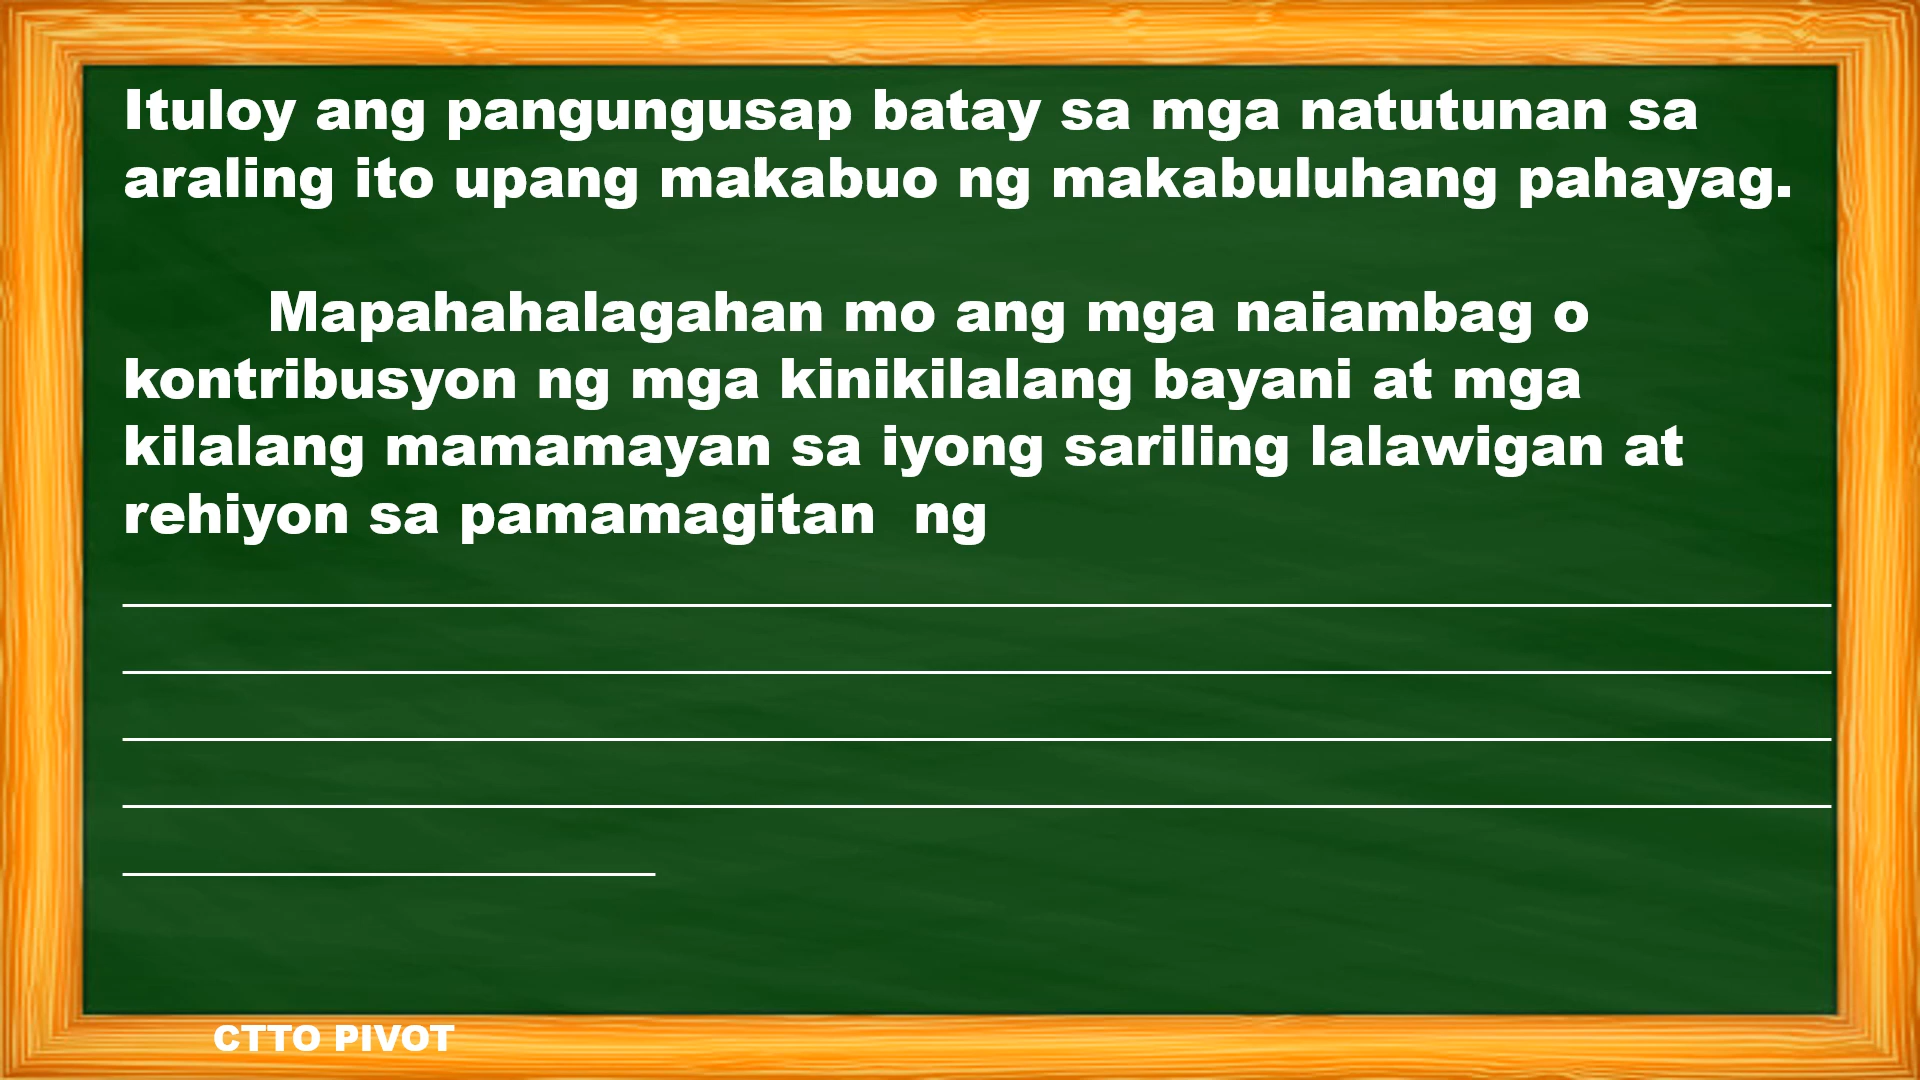 Ituloy ang pangungusap batay sa mga natutunan sa
araling ito upang makabuo ng makabuluhang pahayag.
Mapahahalagahan mo ang mga naiambag o
kontribusyon ng mga kinikilalang bayani at mga
kilalang mamamayan sa iyong sariling lalawigan at
rehiyon sa pamamagitan  ng
CTTO PIVOT